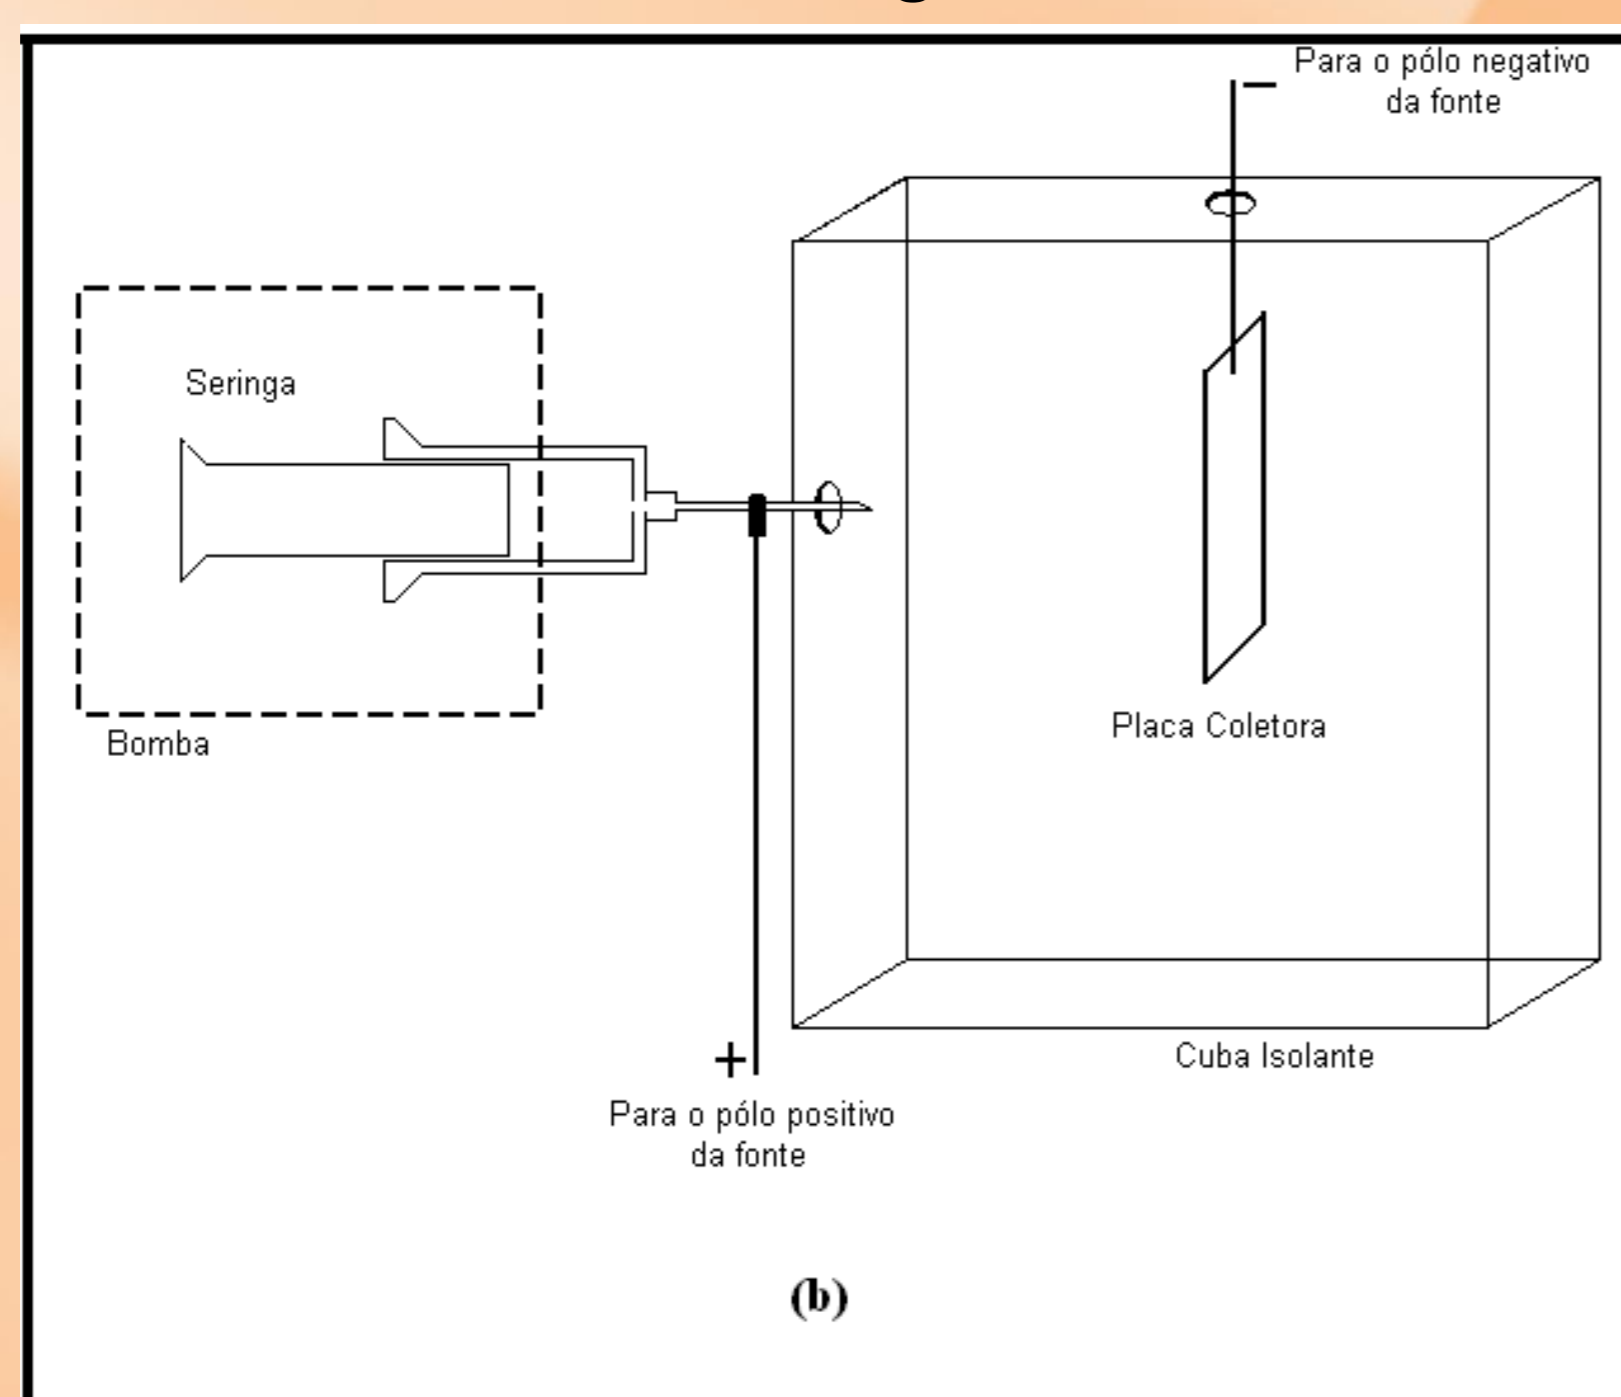 Para o pólo negativo
da fonte
Seringa
Bomba
Placa Coletora
Cuba Isolante
+
Para o pólo positivo
da fonte
(b)